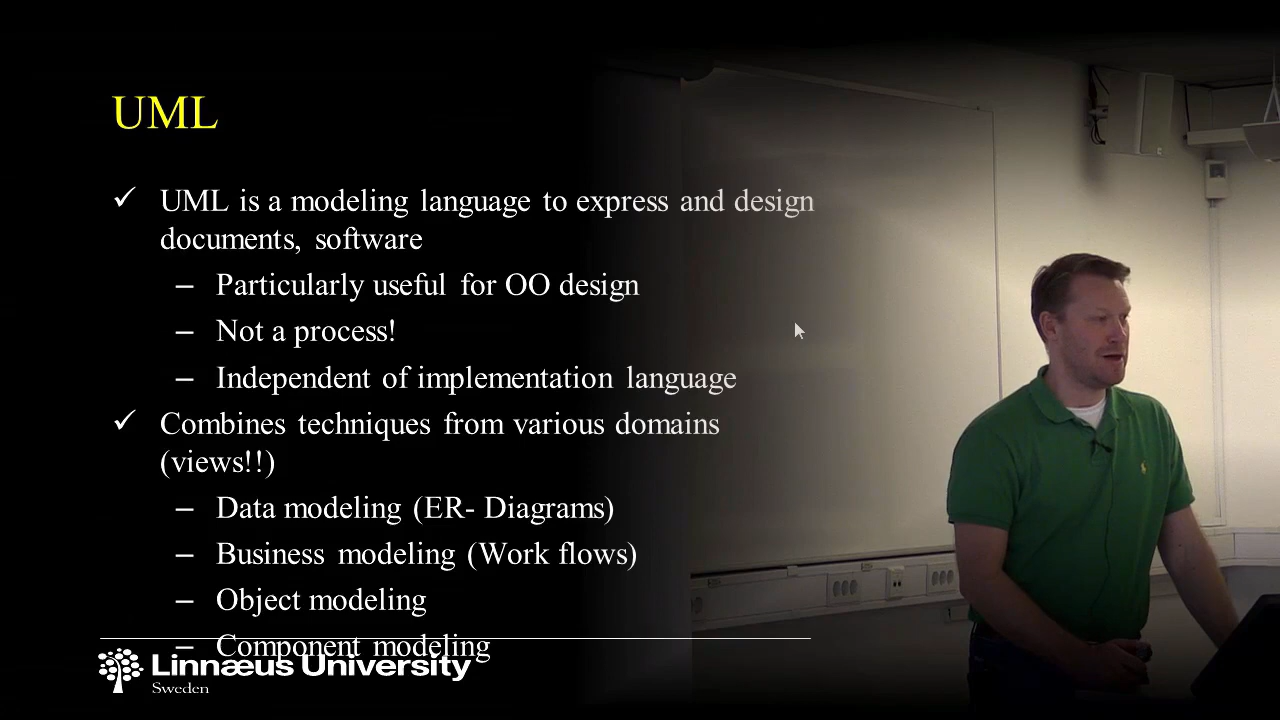 UML
✓ UML is a modeling language to express and design
documents, software
– Particularly useful for OO design
– Not a process!
– Independent of implementation language
✓ Combines techniques from various domains
(views!!)
– Data modeling (ER- Diagrams)
– Business modeling (Work flows)
– Object modeling
– Component modeling
Linnæus University
Sweden